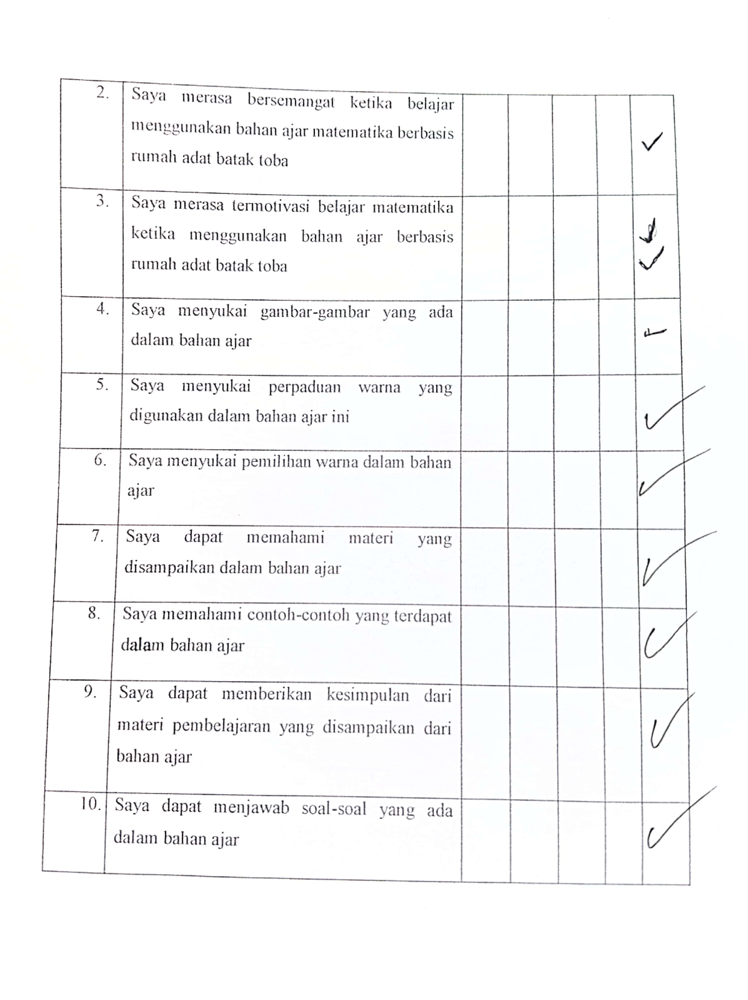 2. Saya merasa bersemangat ketika belajar
menggunakan bahan ajar matematika berbasis
rumah adat batak toba
3. Saya merasa termotivasi belajar matematika
ketika menggunakan bahan ajar berbasis
rumah adat batak toba
4. Saya menyukai gambar-gambar yang ada
dalam bahan ajar
5. Saya menyukai perpaduan warna yang
digunakan dalam bahan ajar ini
6. Saya menyukai pemilihan warna dalam bahan
ajar
7. Saya dapat memahami materi yang
disampaikan dalam bahan ajar
8. Saya memahami contoh-contoh yang terdapat
dalam bahan ajar
9. Saya dapat memberikan kesimpulan dari
materi pembelajaran yang disampaikan dari
bahan ajar
10. Saya dapat menjawab soal-soal yang ada
dalam bahan ajar